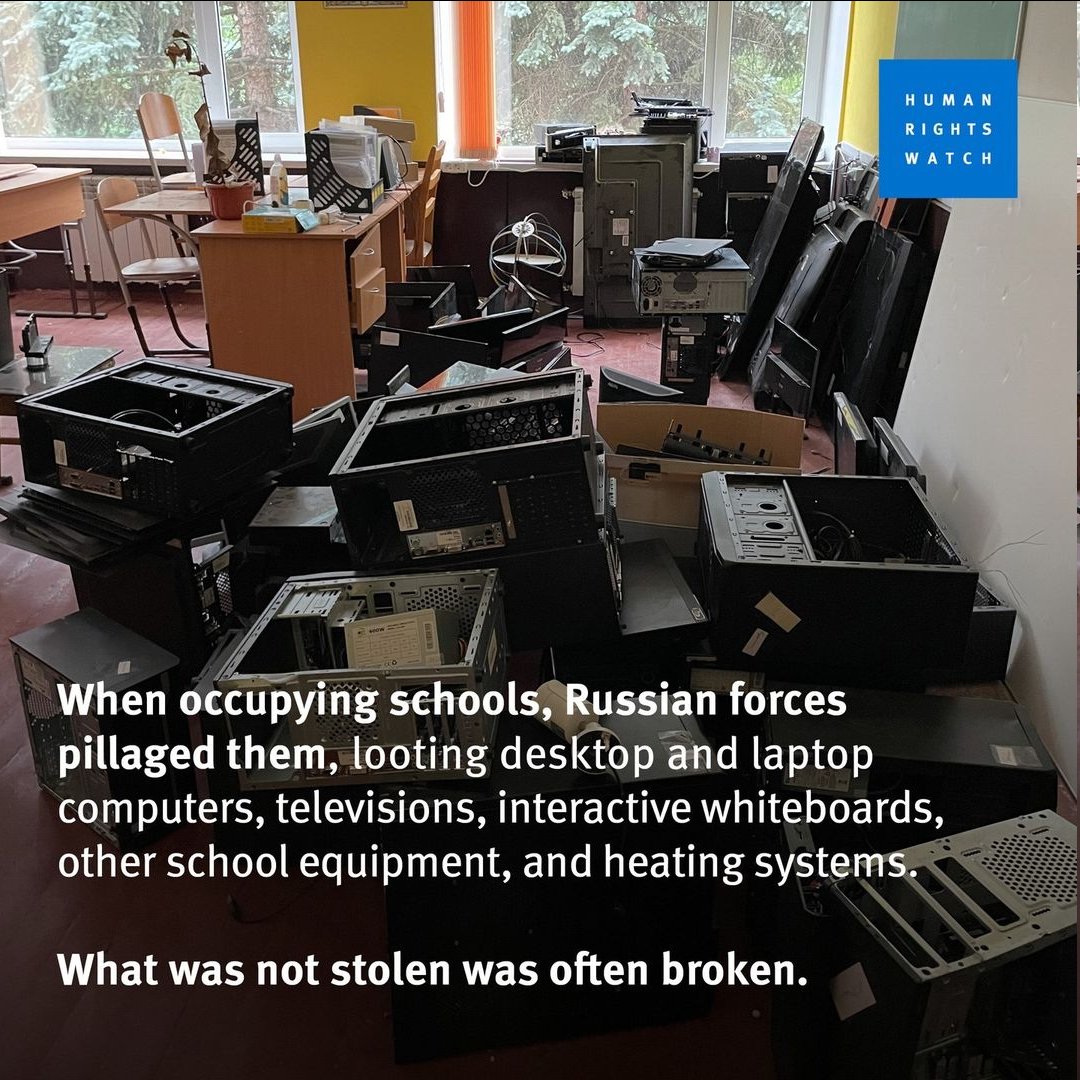 HUMAN
RIGHTS
WATCH
When occupying schools, Russian forces
pillaged them, looting desktop and laptop
computers, televisions, interactive whiteboards,
other school equipment, and heating systems.
What was not stolen was often broken.